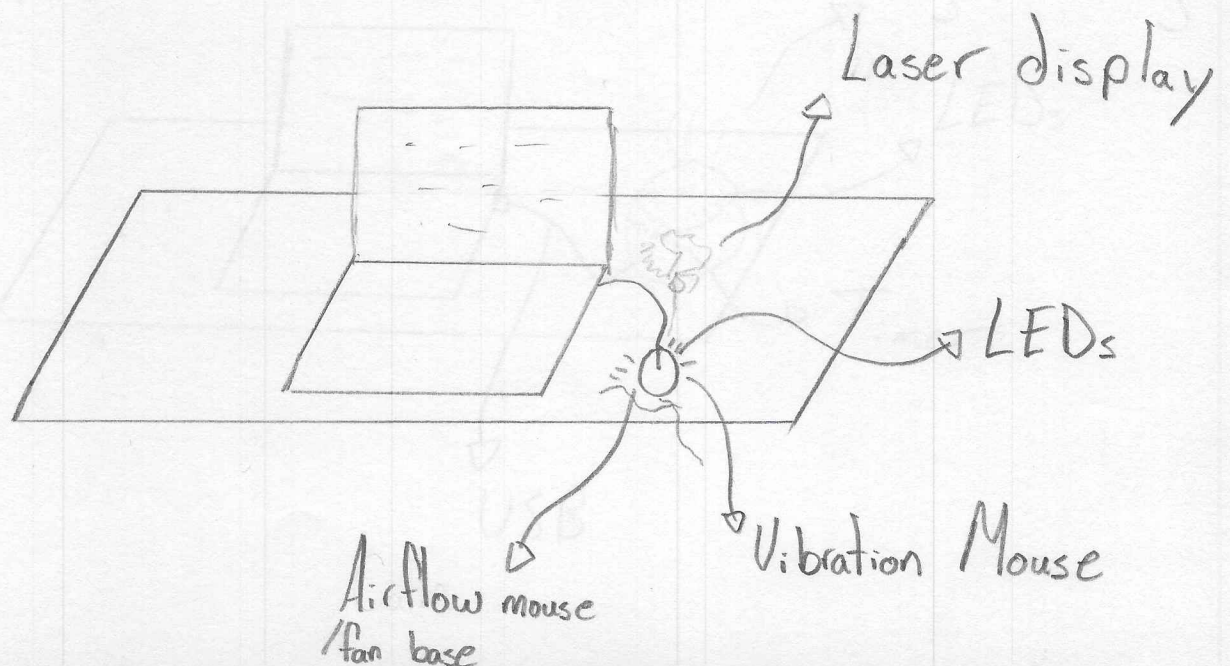 Laser display
LEDs
Vibration Mouse
Airflow mouse
/fan base